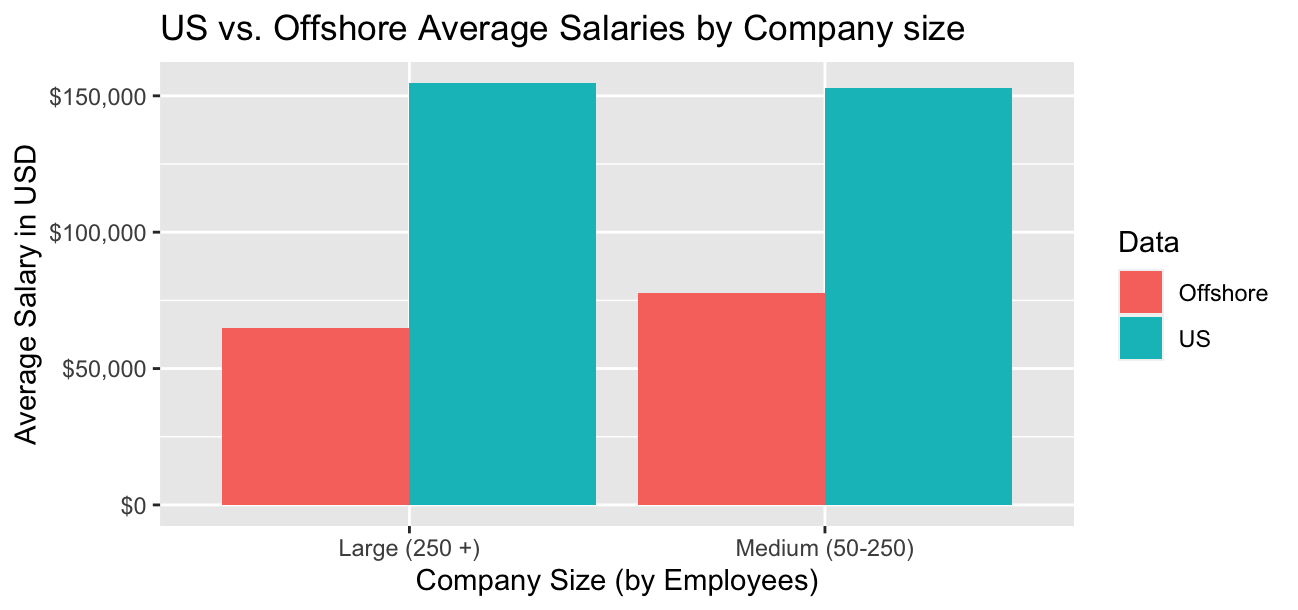 US vs. Offshore Average Salaries by Company size
Average Salary in USD
$150,000
$100,000
$50,000
$0
Large (250 +)
Medium (50-250)
Company Size (by Employees)
Data
Offshore
US